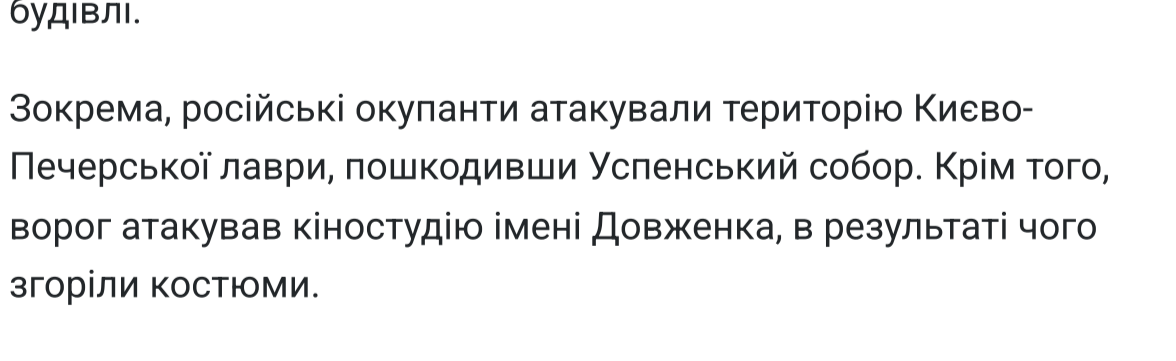 будівлі.
Зокрема, російські окупанти атакували територію Києво-
Печерської лаври, пошкодивши Успенський собор. Крім того,
ворог атакував кіностудію імені Довженка, в результаті чого
згоріли костюми.